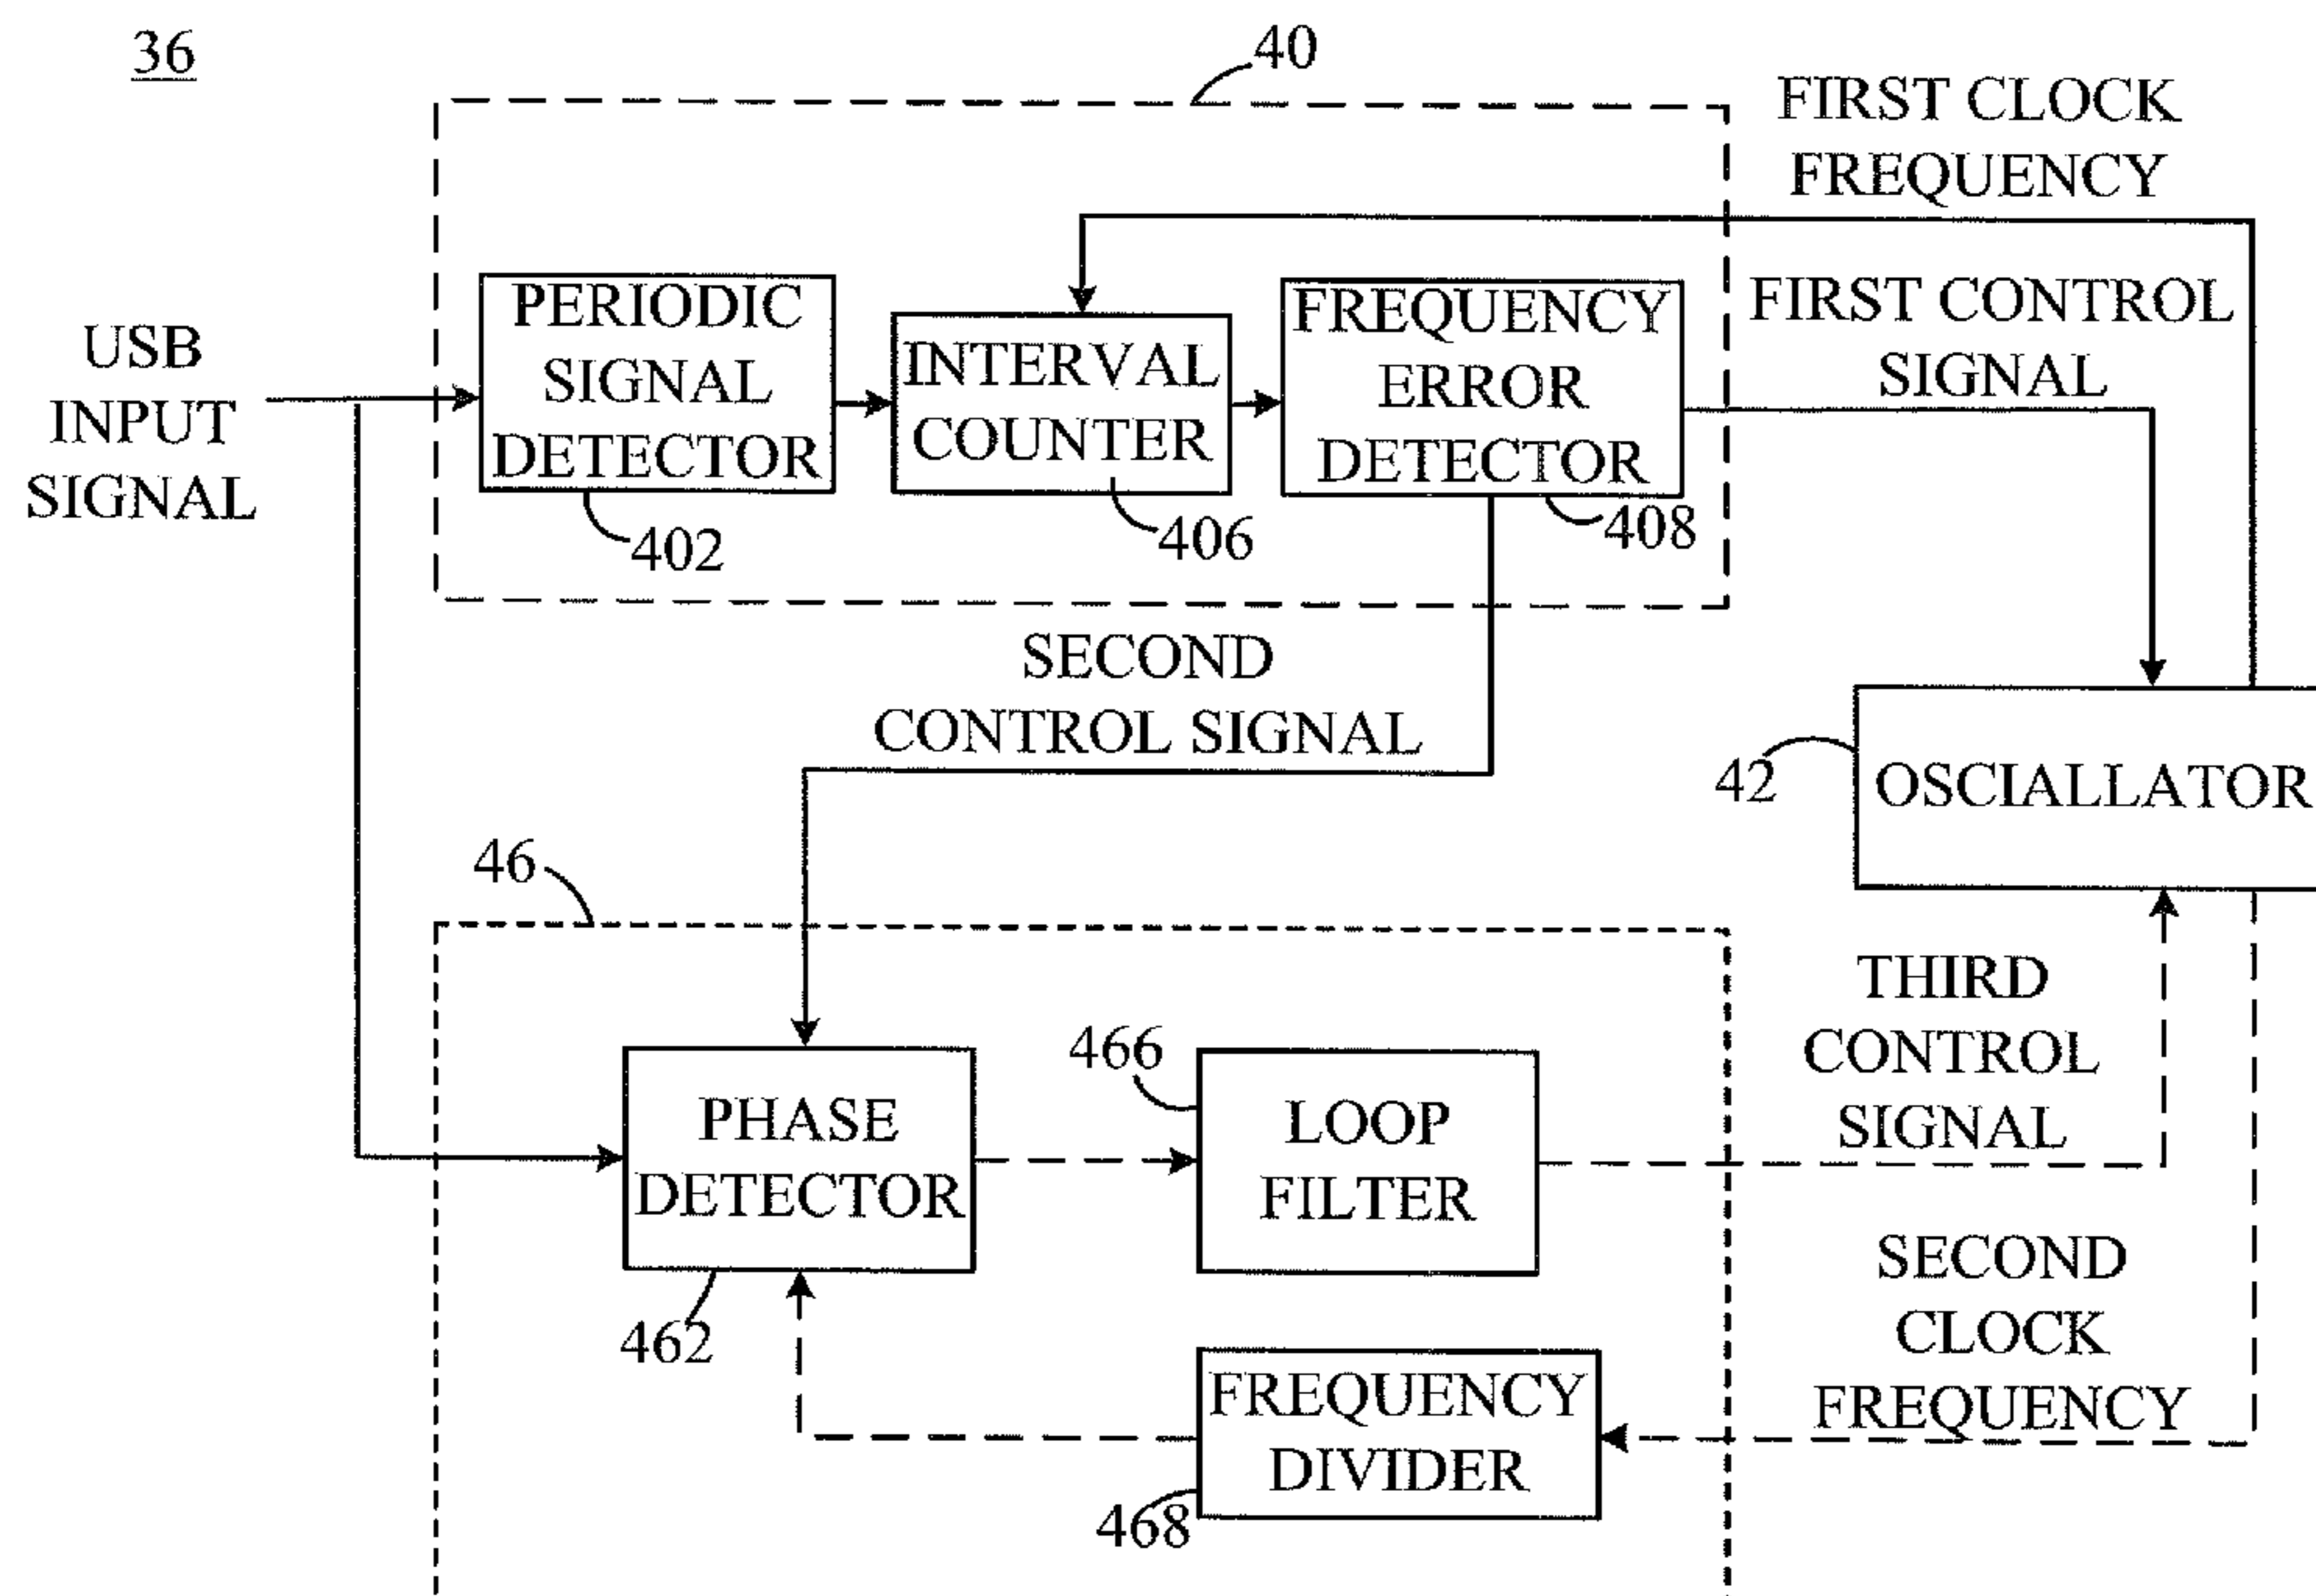 36
40
FIRST CLOCK
FREQUENCY
PERIODIC
SIGNAL
DETECTOR
402
INTERVAL
COUNTER
406
FREQUENCY
ERROR
DETECTOR
408
FIRST CONTROL
SIGNAL
USB
INPUT
SIGNAL
SECOND
CONTROL SIGNAL
42
OSCIALLATOR
46
PHASE
DETECTOR
462
466
LOOP
FILTER
THIRD
CONTROL
SIGNAL
FREQUENCY
DIVIDER
468
SECOND
CLOCK
FREQUENCY